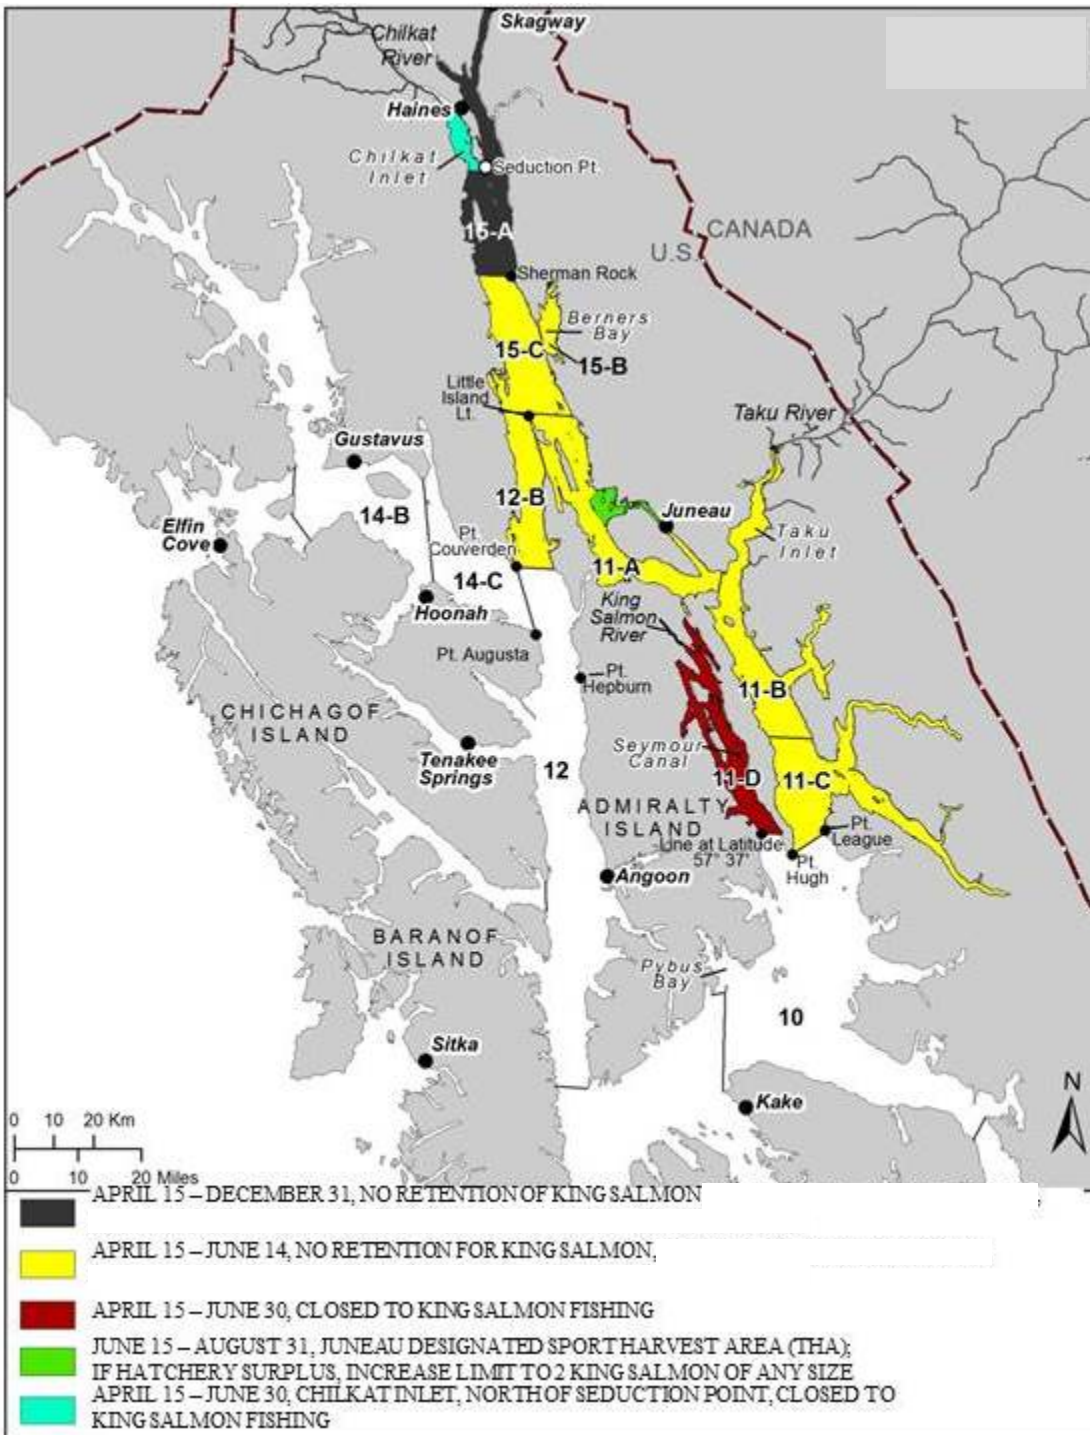 Skagway
Chilkat
River
Haines
Chilkat
Inlet
Seduction Pt.
15-A
Sherman Rock
CANADA
U.S.
Berners
Bay
15-C
15-B
Little
Island
Lt.
Taku River
Gustavus
12-B
Juneau
14-B
Elfin
Cove
Pt.
Couverden
Taku
Inlet
11-A
14-C
Hoonah
King
Salmon
River
Pt. Augusta
Pt.
Hepburn
11-B
CHICHAGOF
ISLAND
Seymour
Canal
Tenakee
Springs
12
11-D
11-C
ADMIRALTY
ISLAND
Pt.
League
Line at Latitude
57° 37'
Pt.
Hugh
Angoon
BARANOF
ISLAND
Pybus
Bay
10
Sitka
Kake
N
0 10 20 Km
0 10 20 Miles
APRIL 15 – DECEMBER 31, NO RETENTION OF KING SALMON
APRIL 15 – JUNE 14, NO RETENTION FOR KING SALMON,
APRIL 15 – JUNE 30, CLOSED TO KING SALMON FISHING
JUNE 15 – AUGUST 31, JUNEAU DESIGNATED SPORT HARVEST AREA (THA);
IF HATCHERY SURPLUS, INCREASE LIMIT TO 2 KING SALMON OF ANY SIZE
APRIL 15 – JUNE 30, CHILKAT INLET, NORTH OF SEDUCTION POINT, CLOSED TO
KING SALMON FISHING